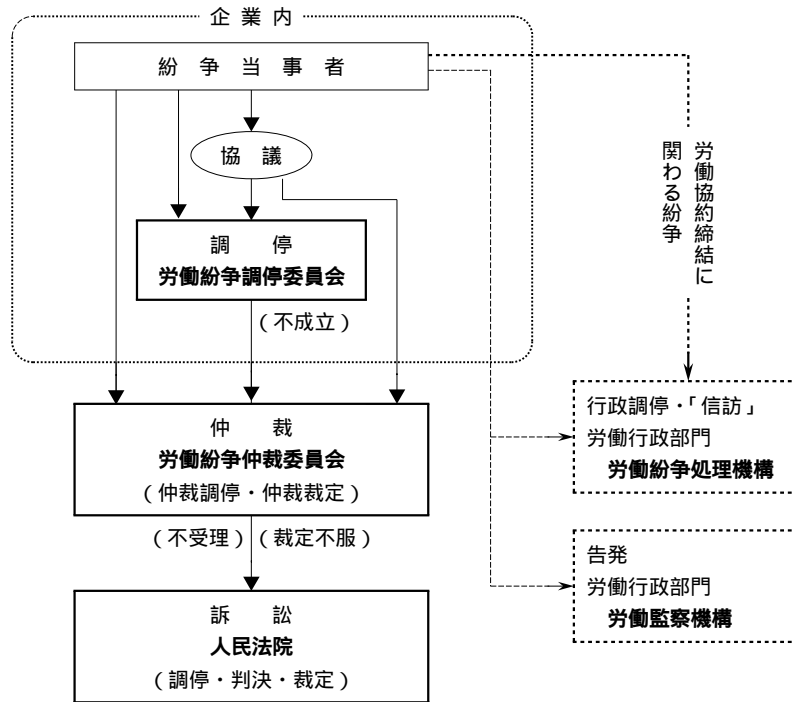 企 業 内
紛 争 当 事 者
協 議
調 停
労働紛争調停委員会
（不成立）
仲 裁
労働紛争仲裁委員会
（仲裁調停・仲裁裁定）
（不受理）（裁定不服）
訴 訟
人民法院
（調停・判決・裁定）
労働協約締結に
関わる紛争
行政調停・「信訪」
労働行政部門
労働紛争処理機構
告発
労働行政部門
労働監察機構